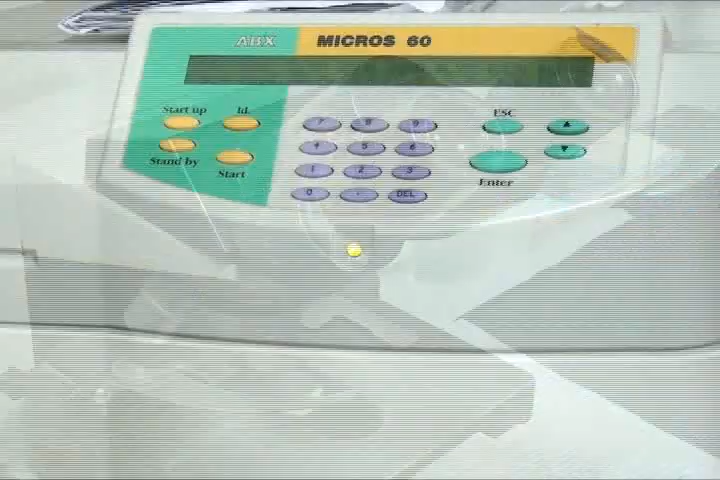 ABX MICROS 60
Start up Id. ESC
7 8 9
Stand by 4 5 6
Start 1 2 3 Enter
0 . DEL